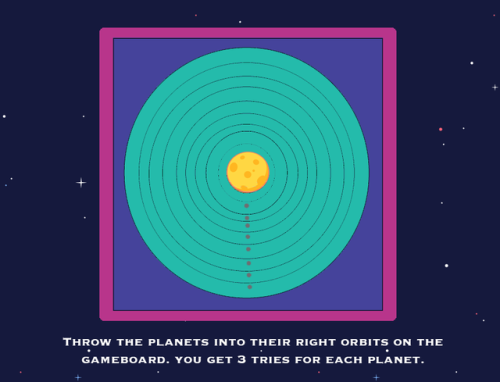 Throw the planets into their right orbits on the
gameboard. you get 3 tries for each planet.